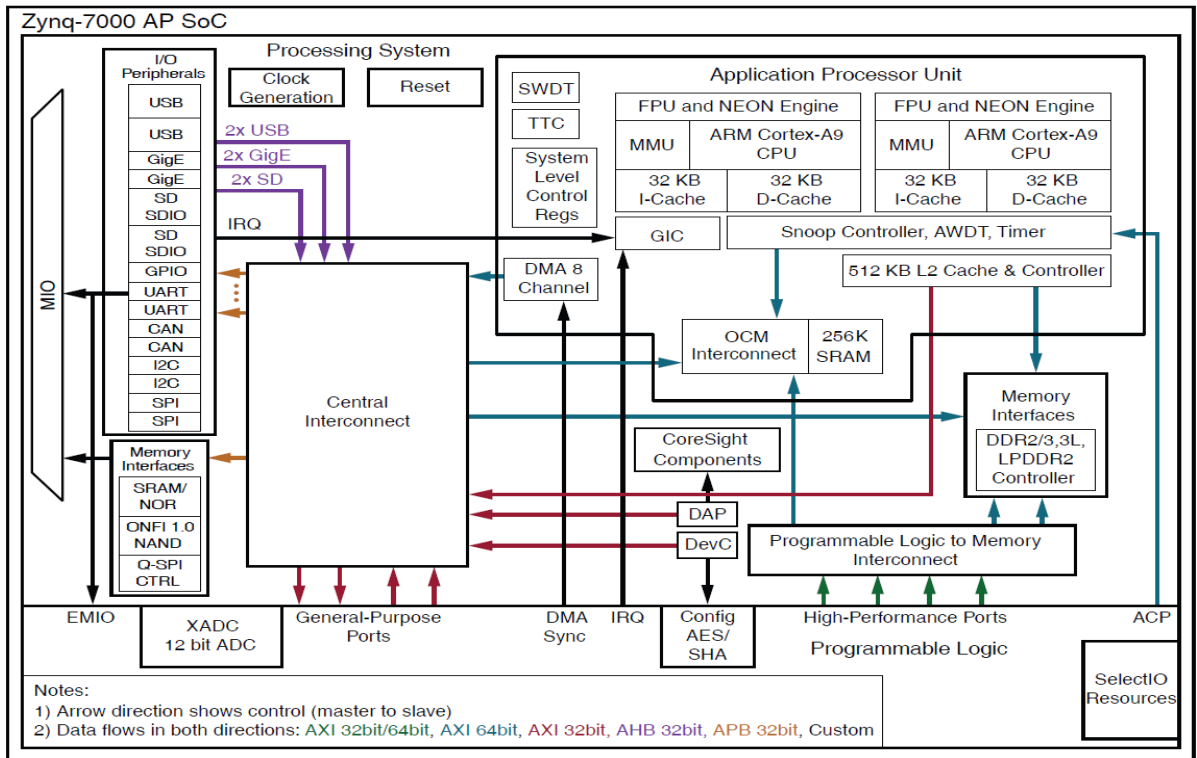 Zynq-7000 AP SoC
I/O
Peripherals
USB
USB
GigE
GigE
SD
SDIO
SD
SDIO
GPIO
UART
UART
CAN
CAN
I2C
I2C
SPI
SPI
MIO
Memory
Interfaces
SRAM/
NOR
ONFI 1.0
NAND
Q-SPI
CTRL
Processing System
Clock
Generation
Reset
2x USB
2x GigE
2x SD
IRQ
Central
Interconnect
Application Processor Unit
SWDT
TTC
System
Level
Control
Regs
FPU and NEON Engine
MMU
ARM Cortex-A9
CPU
32 KB
I-Cache
32 KB
D-Cache
FPU and NEON Engine
MMU
ARM Cortex-A9
CPU
32 KB
I-Cache
32 KB
D-Cache
GIC
Snoop Controller, AWDT, Timer
DMA 8
Channel
512 KB L2 Cache & Controller
OCM
Interconnect
256K
SRAM
Memory
Interfaces
DDR2/3,3L,
LPDDR2
Controller
CoreSight
Components
DAP
DevC
Programmable Logic to Memory
Interconnect
EMIO
XADC
12 bit ADC
General-Purpose
Ports
DMA
Sync
IRQ
Config
AES/
SHA
High-Performance Ports
ACP
Programmable Logic
SelectIO
Resources
Notes:
1) Arrow direction shows control (master to slave)
2) Data flows in both directions: AXI 32bit/64bit, AXI 64bit, AXI 32bit, AHB 32bit, APB 32bit, Custom